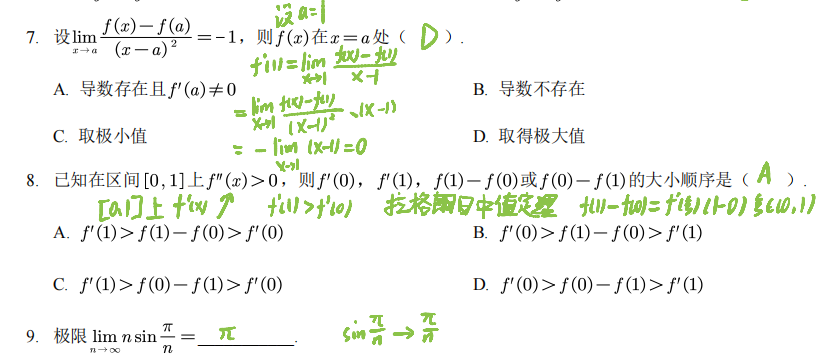 设a=1
7. 设 lim_{x→a} (f(x)−f(a))/(x−a)² = −1，则 f(x) 在 x=a 处（ D ）.
f'(1) = lim_{x→1} (f(x)−f(1))/(x−1)
A. 导数存在且 f'(a)≠0 B. 导数不存在
= lim_{x→1} (f(x)−f(1))/(x−1)² ·(x−1)
C. 取极小值 D. 取得极大值
= − lim_{x→1} (x−1) = 0
8. 已知在区间 [0, 1] 上 f''(x)>0，则 f'(0)，f'(1)，f(1)−f(0) 或 f(0)−f(1) 的大小顺序是（ A ）.
[0,1]上 f'(x) ↗ f'(1)>f'(0) 拉格朗日中值定理 f(1)−f(0)=f'(ξ)(1−0) ξ∈(0,1)
A. f'(1)>f(1)−f(0)>f'(0) B. f'(0)>f(1)−f(0)>f'(1)
C. f'(1)>f(0)−f(1)>f'(0) D. f'(0)>f(0)−f(1)>f'(1)
9. 极限 lim_{n→∞} n sin π/n = π . sin π/n → π/n